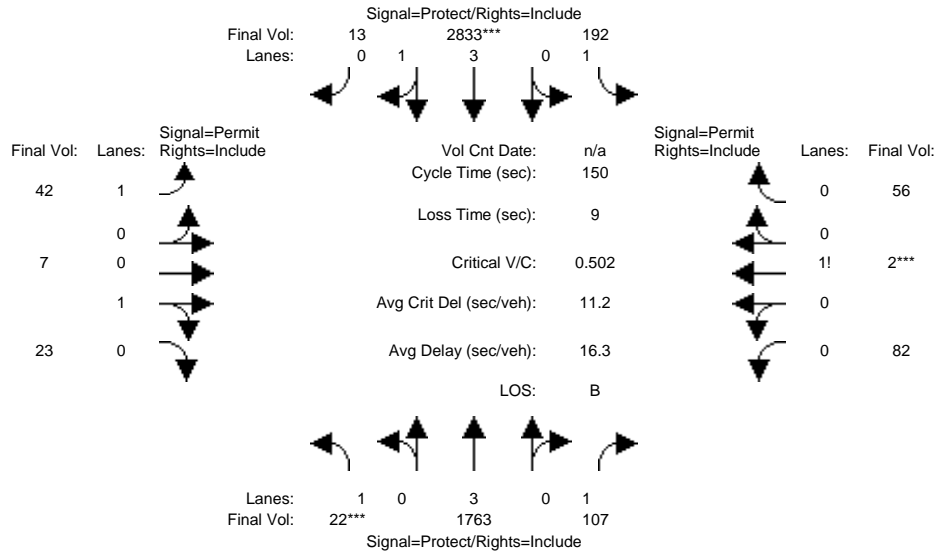 Signal=Protect/Rights=Include
Final Vol: 13 2833*** 192
Lanes: 0 1 3 0 1
Signal=Permit Signal=Permit
Final Vol: Lanes: Rights=Include Vol Cnt Date: n/a Rights=Include Lanes: Final Vol:
Cycle Time (sec): 150
42 1 0 56
Loss Time (sec): 9
0 0
7 0 Critical V/C: 0.502 1! 2***
1 Avg Crit Del (sec/veh): 11.2 0
23 0 Avg Delay (sec/veh): 16.3 0 82
LOS: B
Lanes: 1 0 3 0 1
Final Vol: 22*** 1763 107
Signal=Protect/Rights=Include